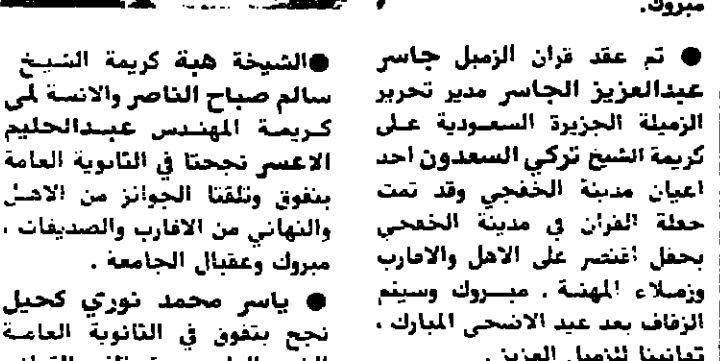 مبروك.
● تم عقد قران الزميل جاسر
عبدالعزيز الجاسر مدير تحرير
الزميلة الجزيرة السعودية على
كريمة الشيخ تركي السعدون احد
اعيان مدينة الخفجي وقد تمت
حفلة القران في مدينة الخفجي
بحفل اقتصر على الاهل والاقارب
وزملاء المهنة . مبروك وسيتم
الزفاف بعد عيد الاضحى المبارك ،
تهانينا للزميل العزيز .
● الشيخة هبة كريمة الشيخ
سالم صباح الناصر والانسة لمى
كريمة المهندس عبدالحليم
الاعسر نجحتا في الثانوية العامة
بتفوق وتلقتا الجوائز من الاهل
والتهاني من الاقارب والصديقات ،
مبروك وعقبال الجامعة .
● ياسر محمد نوري كحيل
نجح بتفوق في الثانوية العامة